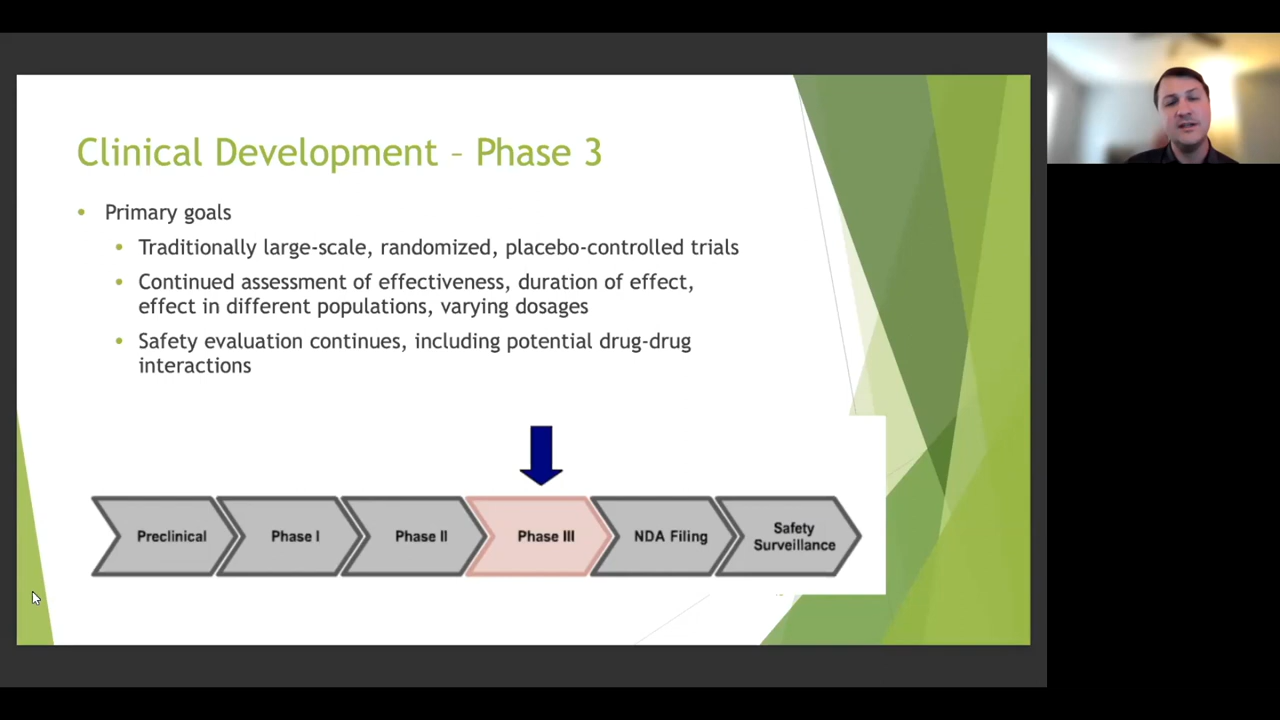 Clinical Development – Phase 3
• Primary goals
• Traditionally large-scale, randomized, placebo-controlled trials
• Continued assessment of effectiveness, duration of effect,
effect in different populations, varying dosages
• Safety evaluation continues, including potential drug-drug
interactions
Preclinical
Phase I
Phase II
Phase III
NDA Filing
Safety
Surveillance